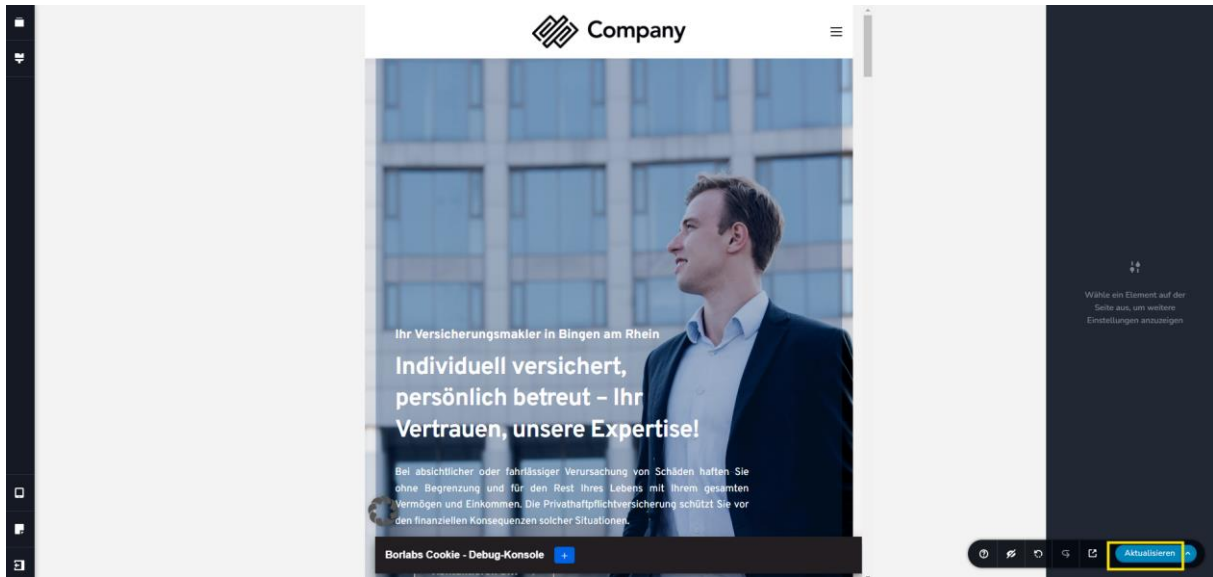 Company
Ihr Versicherungsmakler in Bingen am Rhein
Individuell versichert,
persönlich betreut – Ihr
Vertrauen, unsere Expertise!
Bei absichtlicher oder fahrlässiger Verursachung von Schäden haften Sie
ohne Begrenzung und für den Rest Ihres Lebens mit Ihrem gesamten
Vermögen und Einkommen. Die Privathaftpflichtversicherung schützt Sie vor
den finanziellen Konsequenzen solcher Situationen.
Borlabs Cookie - Debug-Konsole +
Wähle ein Element auf der
Seite aus, um weitere
Einstellungen anzuzeigen
Aktualisieren